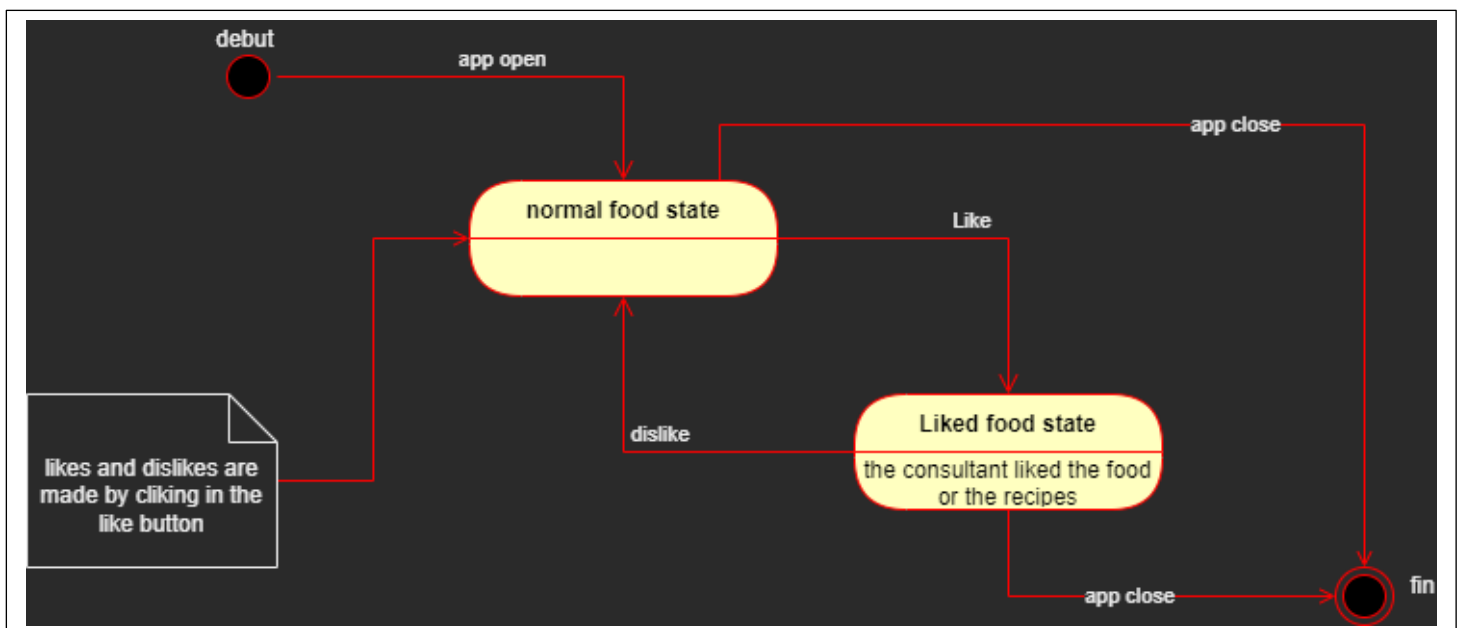 debut
app open
app close
normal food state
Like
Liked food state
dislike
the consultant liked the food
or the recipes
likes and dislikes are
made by cliking in the
like button
app close
fin